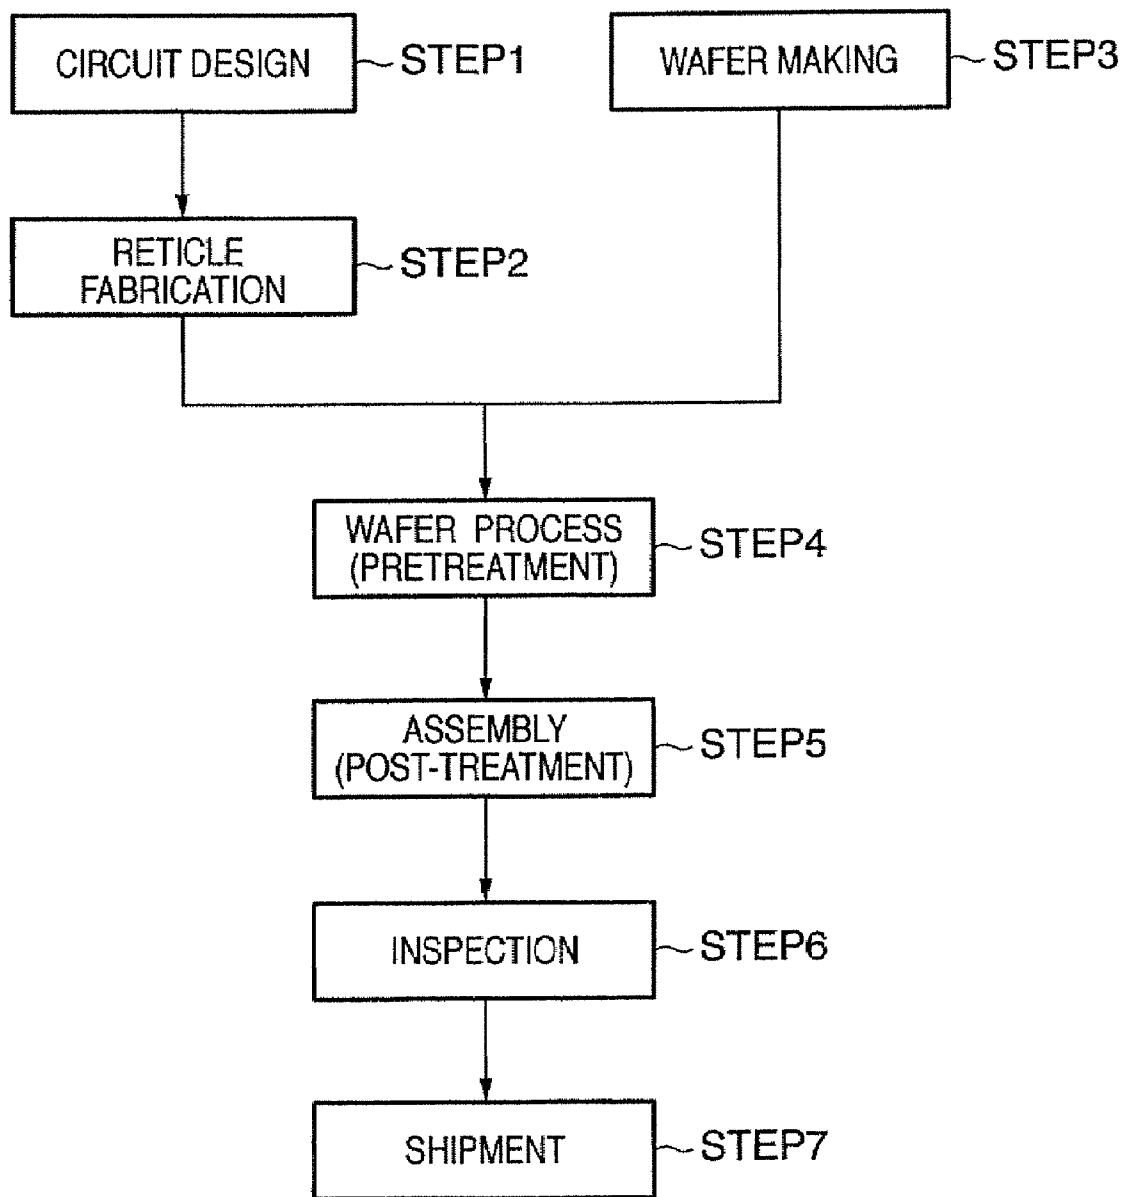 CIRCUIT DESIGN
STEP1
WAFER MAKING
STEP3
RETICLE
FABRICATION
STEP2
WAFER PROCESS
(PRETREATMENT)
STEP4
ASSEMBLY
(POST-TREATMENT)
STEP5
INSPECTION
STEP6
SHIPMENT
STEP7